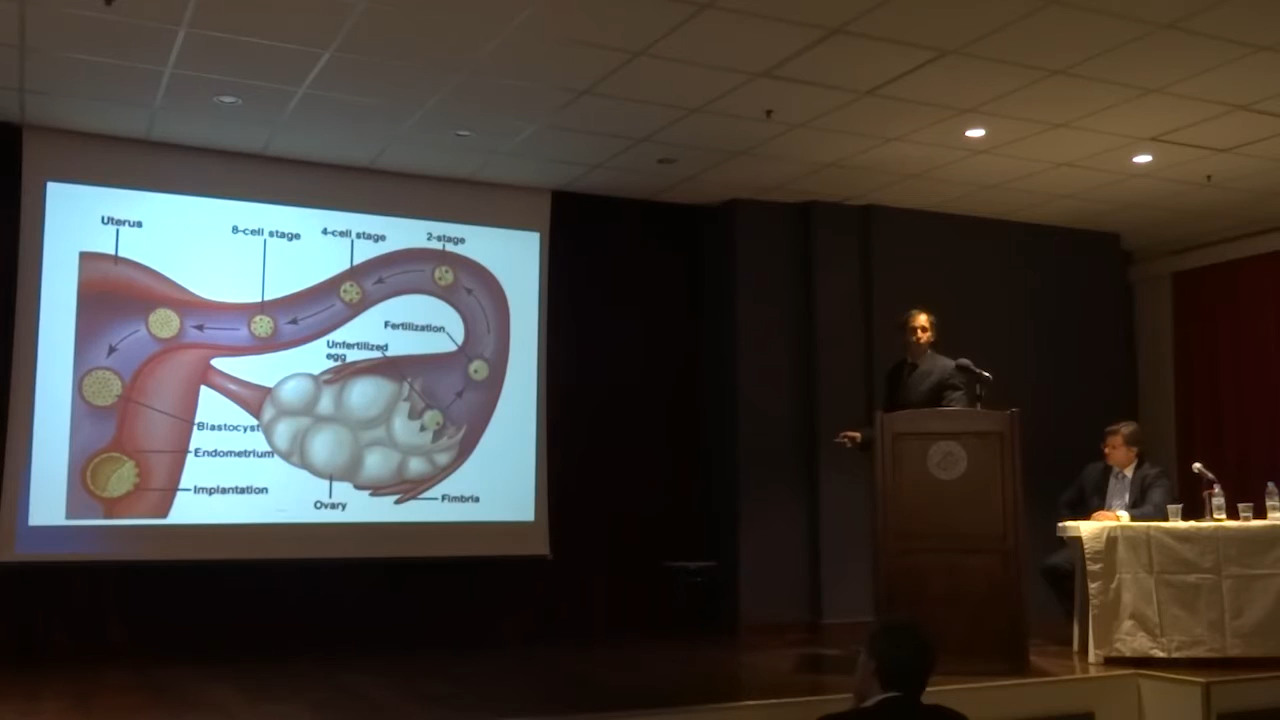 Uterus
8-cell stage
4-cell stage
2-stage
Fertilization
Unfertilized
egg
Blastocyst
Endometrium
Implantation
Ovary
Fimbria